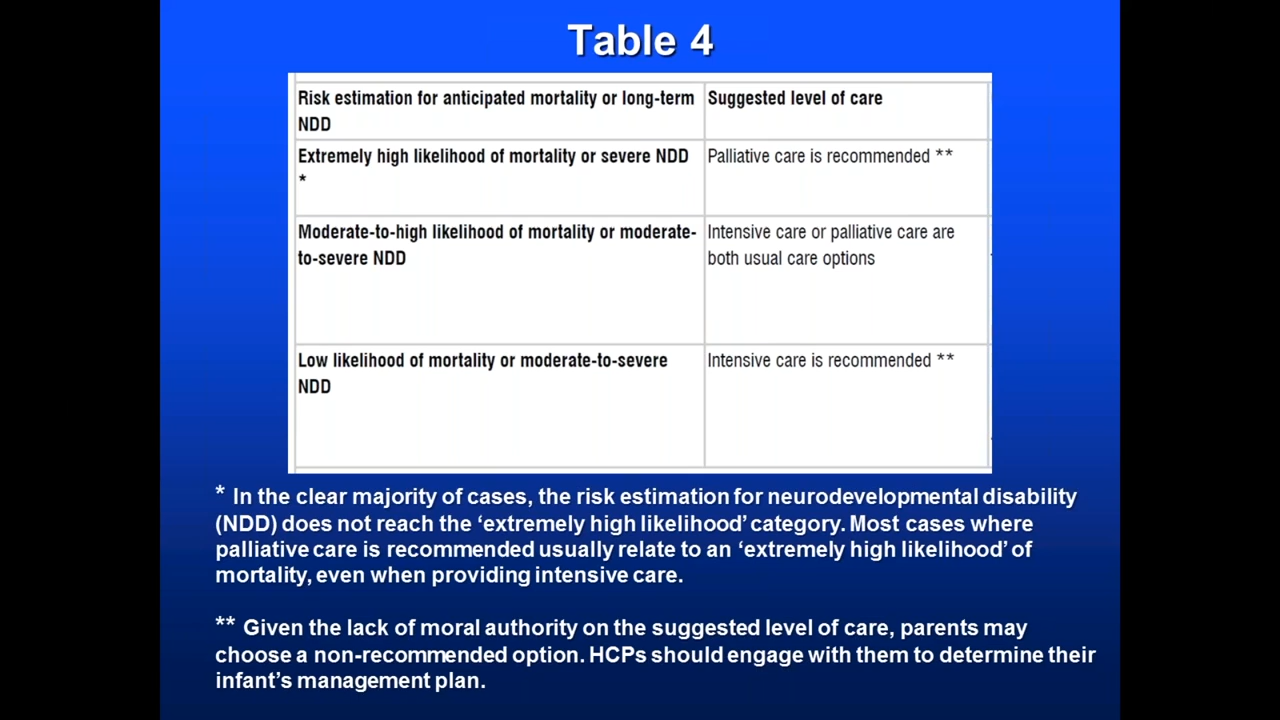 Table 4
Risk estimation for anticipated mortality or long-term
NDD
Suggested level of care
Extremely high likelihood of mortality or severe NDD
*
Palliative care is recommended **
Moderate-to-high likelihood of mortality or moderate-
to-severe NDD
Intensive care or palliative care are
both usual care options
Low likelihood of mortality or moderate-to-severe
NDD
Intensive care is recommended **
* In the clear majority of cases, the risk estimation for neurodevelopmental disability
(NDD) does not reach the ‘extremely high likelihood’ category. Most cases where
palliative care is recommended usually relate to an ‘extremely high likelihood’ of
mortality, even when providing intensive care.
** Given the lack of moral authority on the suggested level of care, parents may
choose a non-recommended option. HCPs should engage with them to determine their
infant’s management plan.